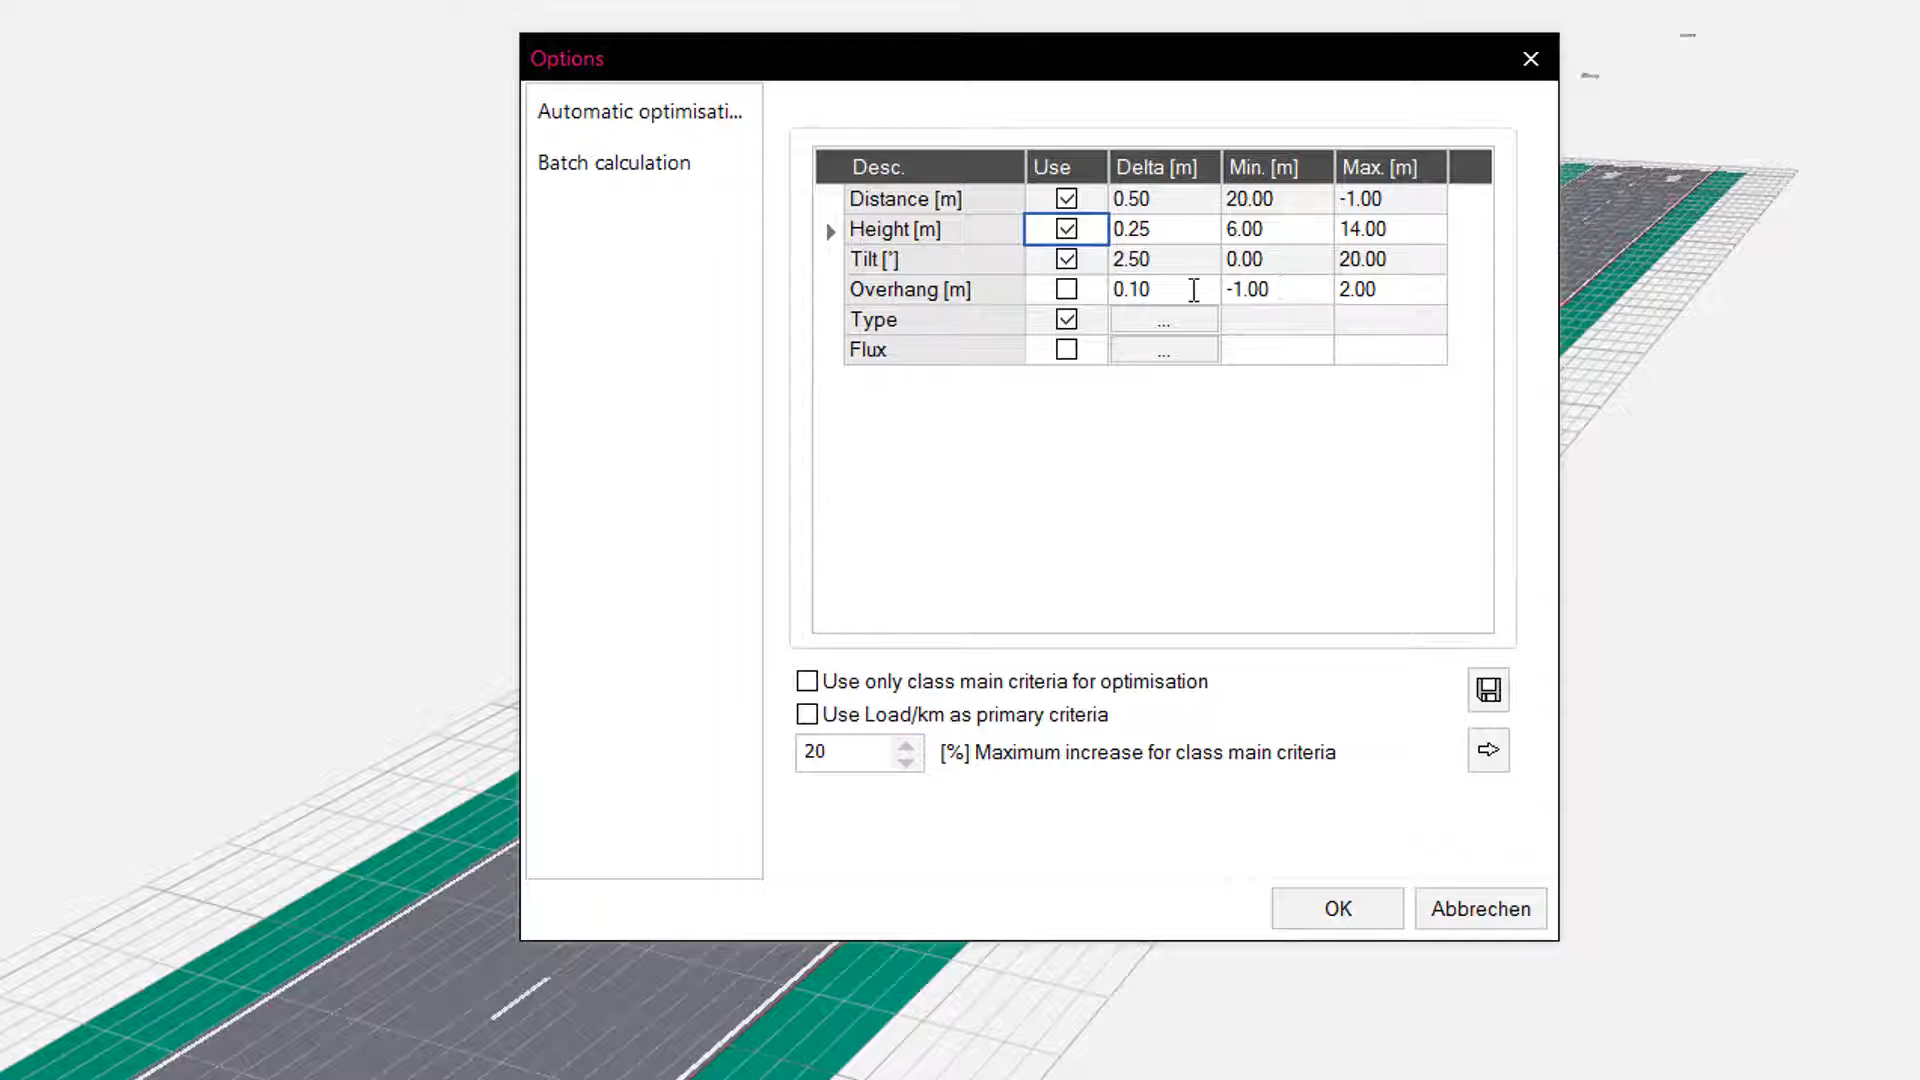 Options
Automatic optimisati...
Batch calculation
Desc. Use Delta [m] Min. [m] Max. [m]
Distance [m] 0.50 20.00 -1.00
Height [m] 0.25 6.00 14.00
Tilt [°] 2.50 0.00 20.00
Overhang [m] 0.10 -1.00 2.00
Type ...
Flux ...
Use only class main criteria for optimisation
Use Load/km as primary criteria
20 [%] Maximum increase for class main criteria
OK Abbrechen